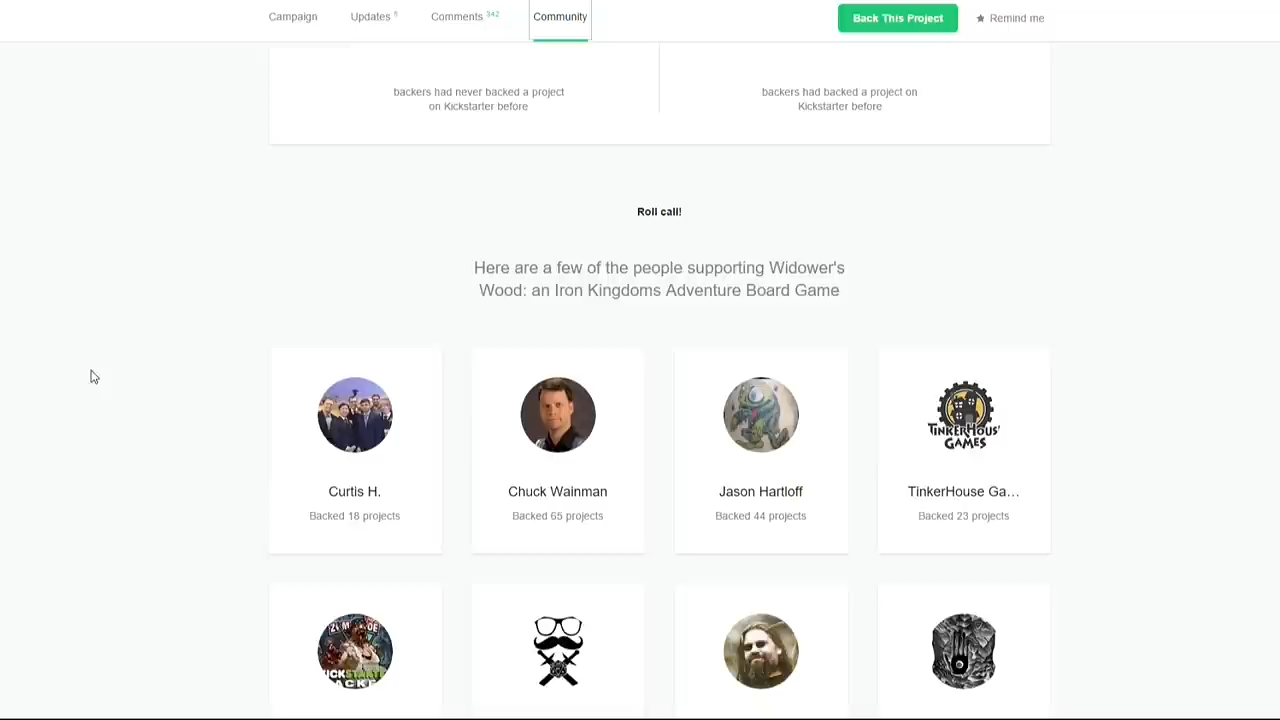 Campaign
Updates 5
Comments 342
Community
Back This Project
Remind me
backers had never backed a project
on Kickstarter before
backers had backed a project on
Kickstarter before
Roll call!
Here are a few of the people supporting Widower's
Wood: an Iron Kingdoms Adventure Board Game
Curtis H.
Backed 18 projects
Chuck Wainman
Backed 65 projects
Jason Hartloff
Backed 44 projects
TINKERHOUS'
GAMES
TinkerHouse Ga...
Backed 23 projects